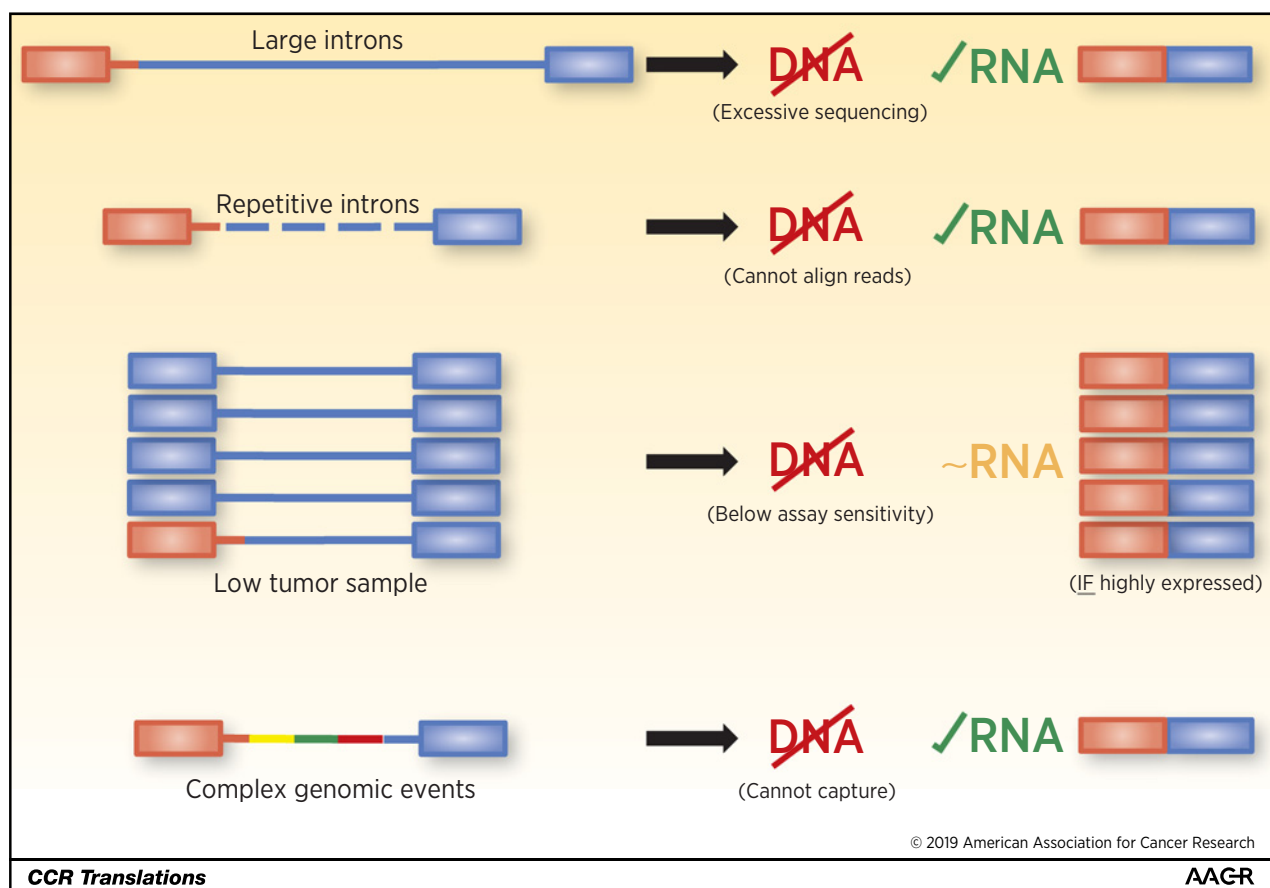 Large introns
DNA ✓RNA
(Excessive sequencing)
Repetitive introns
DNA ✓RNA
(Cannot align reads)
DNA ~RNA
(Below assay sensitivity)
Low tumor sample
(IF highly expressed)
DNA ✓RNA
Complex genomic events
(Cannot capture)
© 2019 American Association for Cancer Research
CCR Translations
AACR